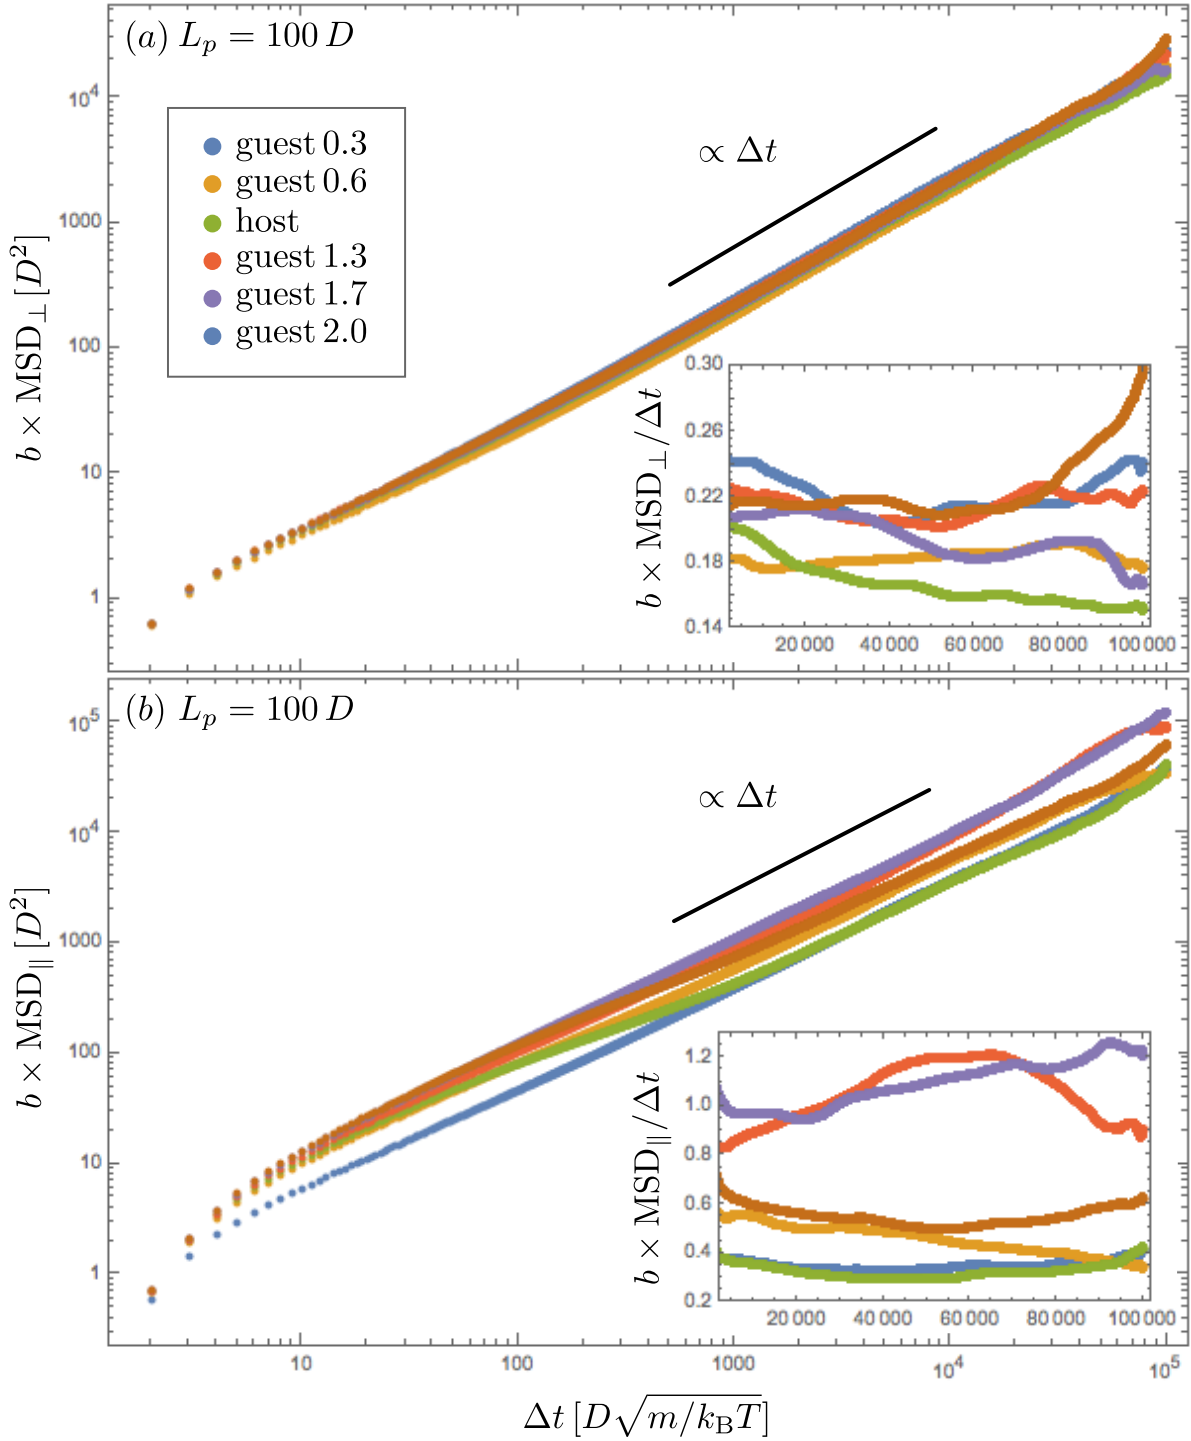 (a) L_p = 100 D
10^4
1000
100
10
1
b × MSD_⊥ [D^2]
guest 0.3
guest 0.6
host
guest 1.3
guest 1.7
guest 2.0
∝ Δt
0.30
0.26
0.22
0.18
0.14
b × MSD_⊥/Δt
20 000 40 000 60 000 80 000 100 000
(b) L_p = 100 D
10^5
10^4
1000
100
10
1
b × MSD_∥ [D^2]
∝ Δt
1.2
1.0
0.8
0.6
0.4
0.2
b × MSD_∥/Δt
20 000 40 000 60 000 80 000 100 000
10 100 1000 10^4 10^5
Δt [D√m/k_BT]